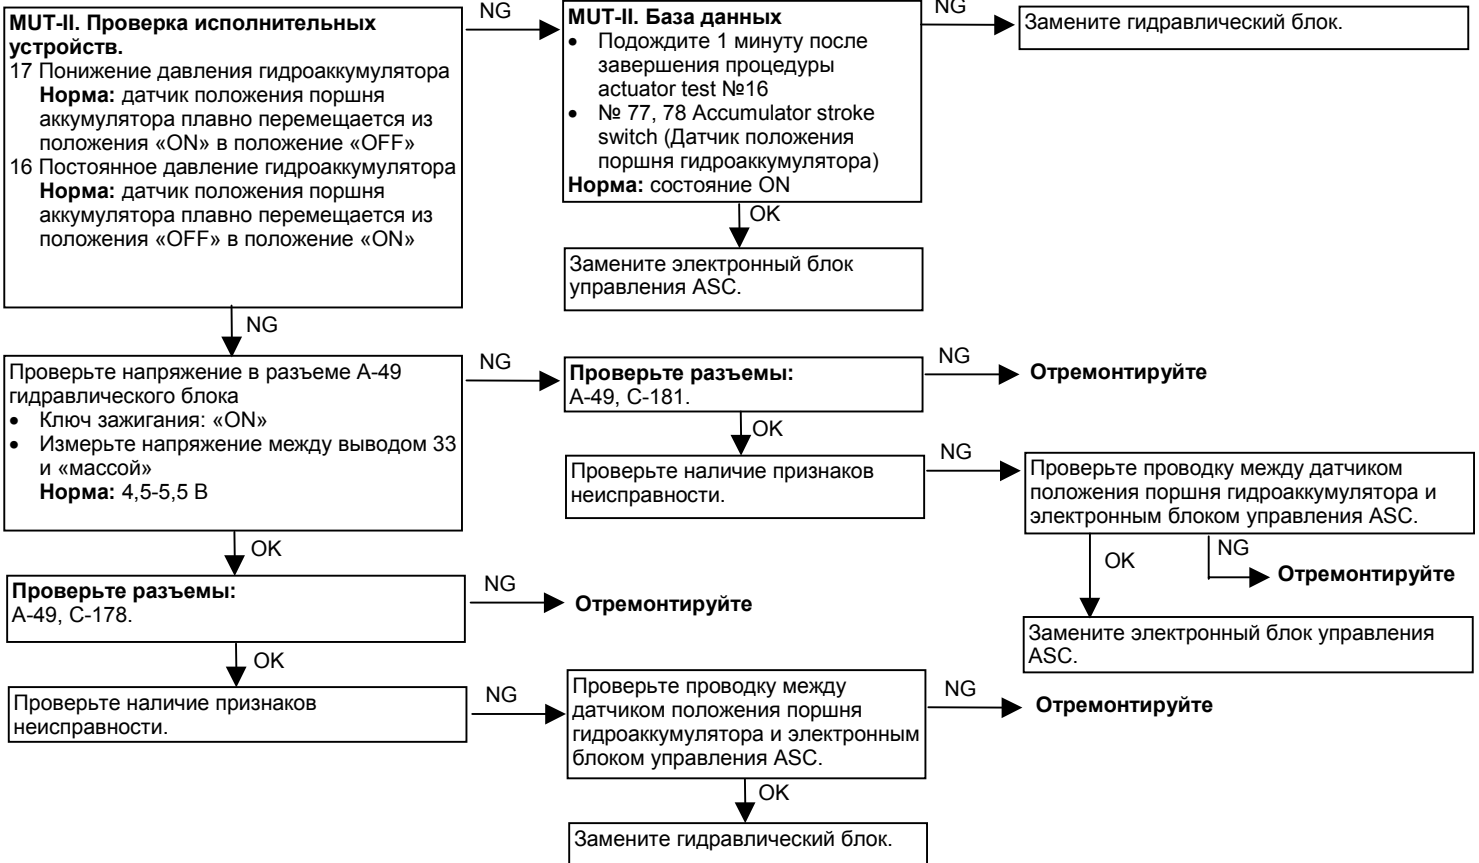 MUT-II. Проверка исполнительных
устройств.
17 Понижение давления гидроаккумулятора
Норма: датчик положения поршня
аккумулятора плавно перемещается из
положения «ON» в положение «OFF»
16 Постоянное давление гидроаккумулятора
Норма: датчик положения поршня
аккумулятора плавно перемещается из
положения «OFF» в положение «ON»
NG
MUT-II. База данных
• Подождите 1 минуту после
завершения процедуры
actuator test №16
• № 77, 78 Accumulator stroke
switch (Датчик положения
поршня гидроаккумулятора)
Норма: состояние ON
NG
Замените гидравлический блок.
OK
Замените электронный блок
управления ASC.
NG
Проверьте напряжение в разъеме А-49
гидравлического блока
• Ключ зажигания: «ON»
• Измерьте напряжение между выводом 33
и «массой»
Норма: 4,5-5,5 В
NG
Проверьте разъемы:
А-49, С-181.
NG
Отремонтируйте
OK
Проверьте наличие признаков
неисправности.
NG
Проверьте проводку между датчиком
положения поршня гидроаккумулятора и
электронным блоком управления ASC.
OK
NG
Отремонтируйте
Замените электронный блок управления
ASC.
OK
Проверьте разъемы:
А-49, С-178.
NG
Отремонтируйте
OK
Проверьте наличие признаков
неисправности.
NG
Проверьте проводку между
датчиком положения поршня
гидроаккумулятора и электронным
блоком управления ASC.
NG
Отремонтируйте
OK
Замените гидравлический блок.